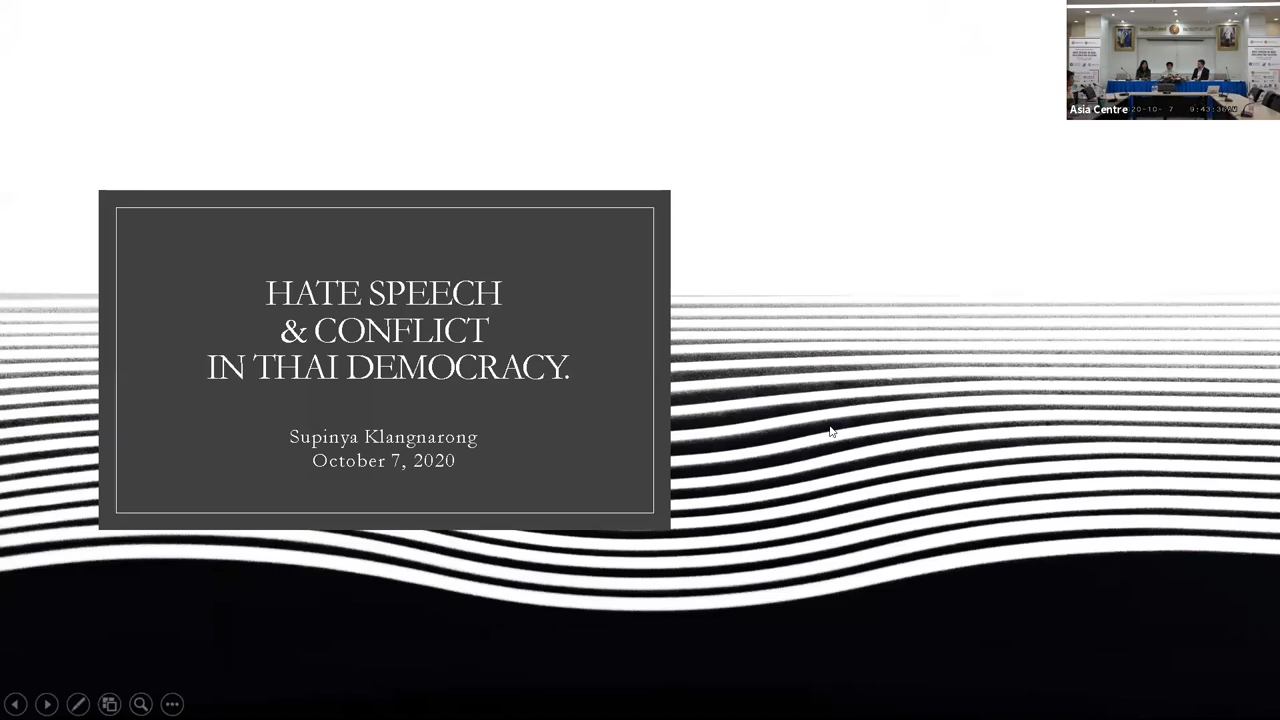 HATE SPEECH
& CONFLICT
IN THAI DEMOCRACY.
Supinya Klangnarong
October 7, 2020
Asia Centre